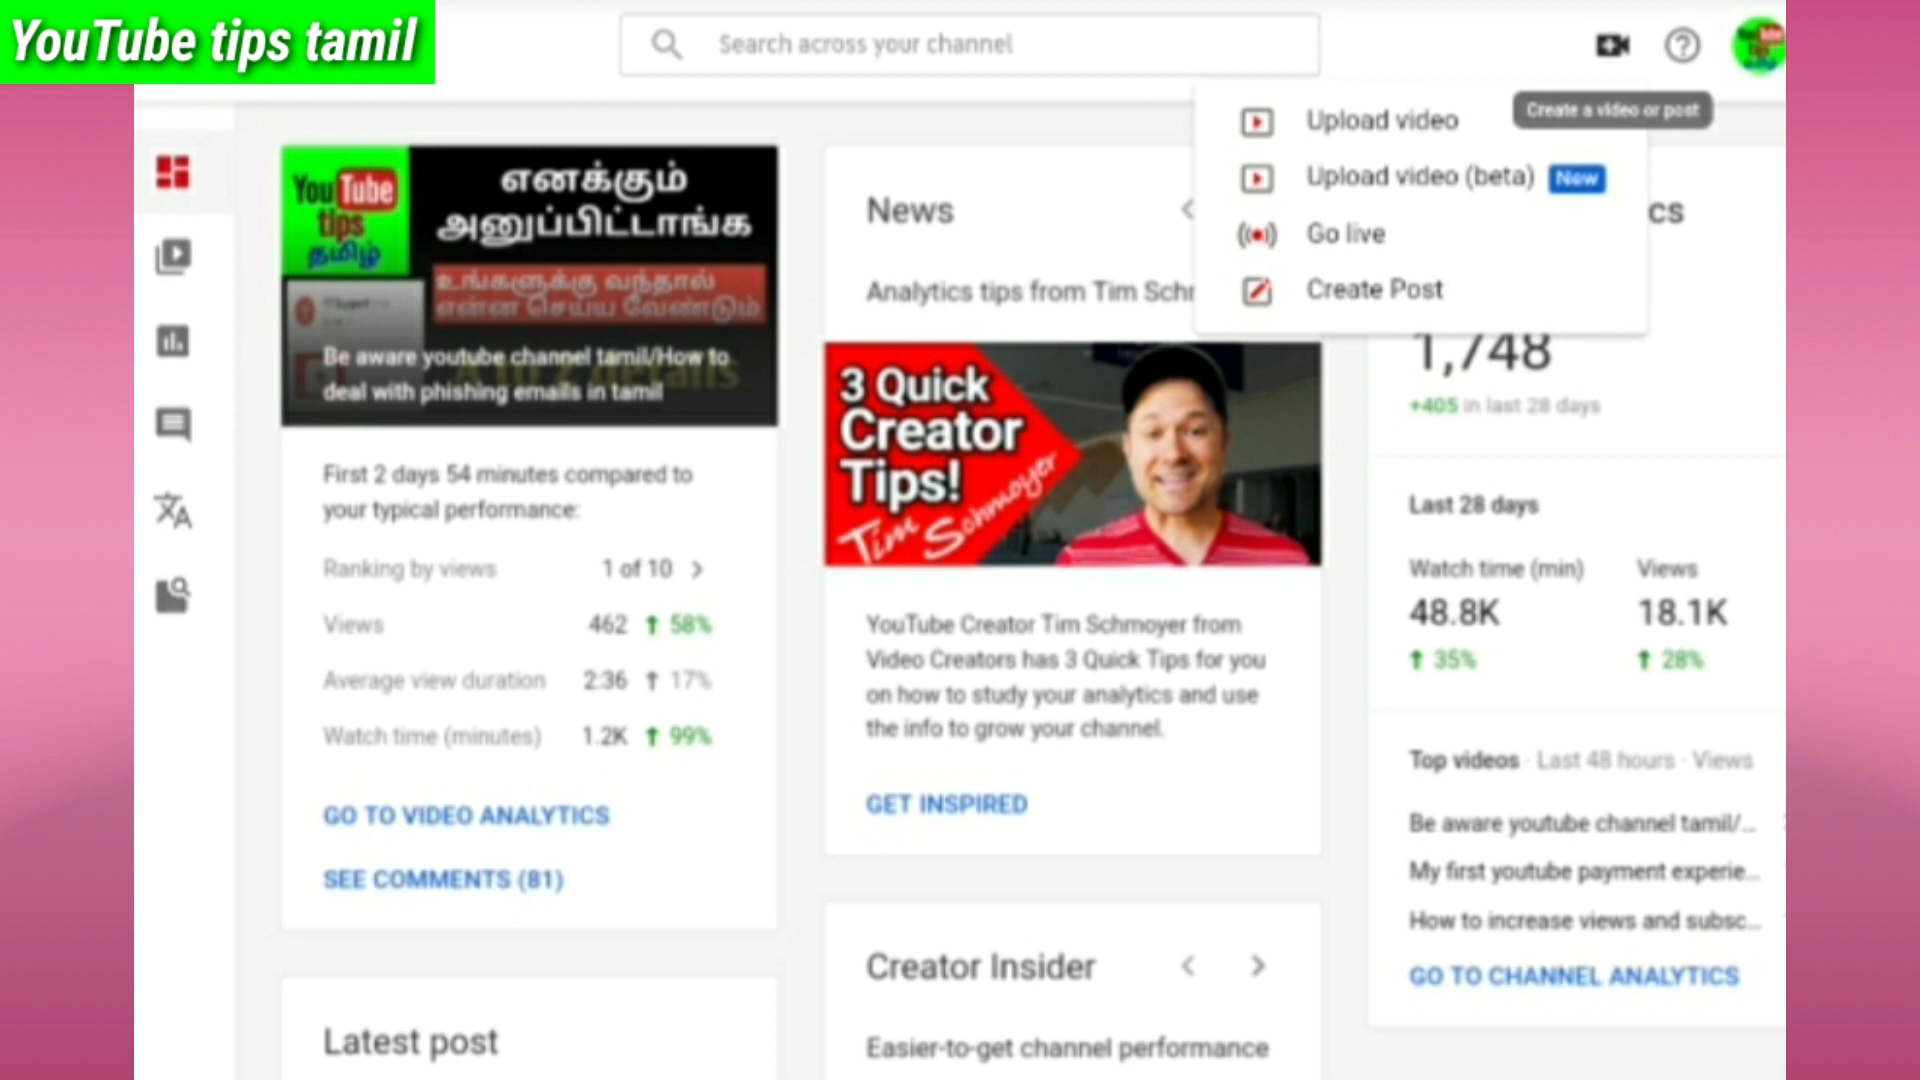 YouTube tips tamil
Search across your channel
Create a video or post
Upload video
Upload video (beta) New
Go live
Create Post
YouTube
tips
தமிழ்
எனக்கும்
அனுப்பிட்டாங்க
உங்களுக்கு வந்தால்
என்ன செய்ய வேண்டும்
Be aware youtube channel tamil/How to
deal with phishing emails in tamil
First 2 days 54 minutes compared to
your typical performance:
Ranking by views 1 of 10
Views 462 58%
Average view duration 2:36 17%
Watch time (minutes) 1.2K 99%
GO TO VIDEO ANALYTICS
SEE COMMENTS (81)
Latest post
News
Analytics tips from Tim Schr
3 Quick
Creator
Tips!
Tim Schmoyer
YouTube Creator Tim Schmoyer from
Video Creators has 3 Quick Tips for you
on how to study your analytics and use
the info to grow your channel.
GET INSPIRED
Creator Insider
Easier-to-get channel performance
cs
1,748
+405 in last 28 days
Last 28 days
Watch time (min) Views
48.8K 18.1K
35% 28%
Top videos · Last 48 hours · Views
Be aware youtube channel tamil/...
My first youtube payment experie...
How to increase views and subsc...
GO TO CHANNEL ANALYTICS